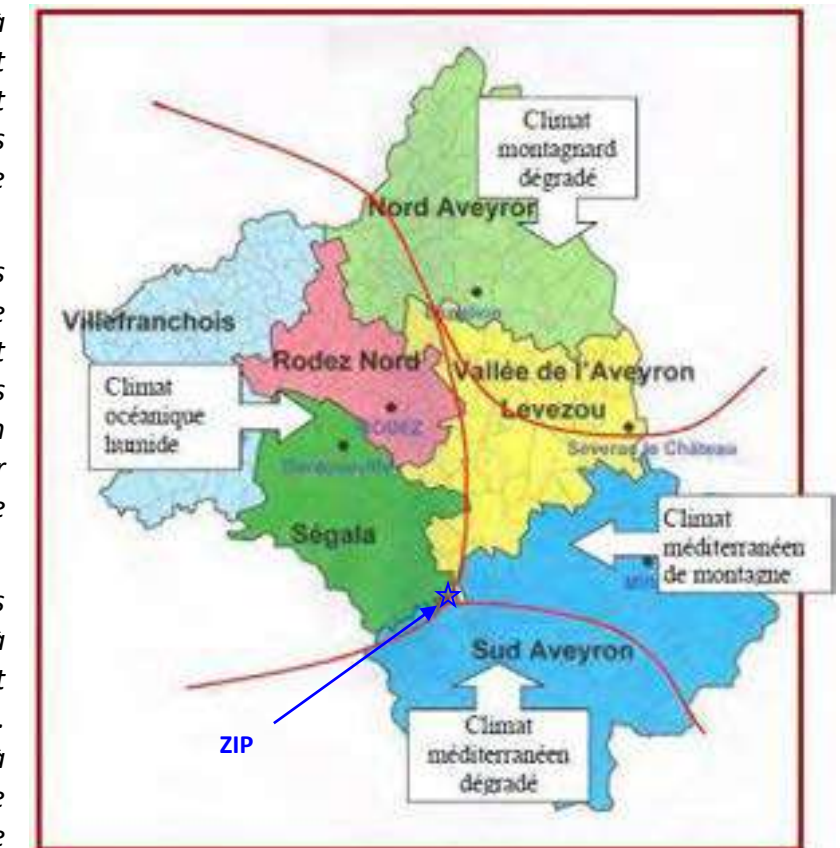 à
t
t
s
e
s
e
t
s
n
r
e
s
à
t
.
à
e
e
Climat
montagnard
dégradé
Nord Aveyron
Villefranchois
Rodez Nord
Vallée de l'Aveyron
Levezou
Climat
océanique
humide
RODEZ
Severac le Château
Ségala
Climat
méditerranéen
de montagne
Sud Aveyron
ZIP
Climat
méditerranéen
dégradé